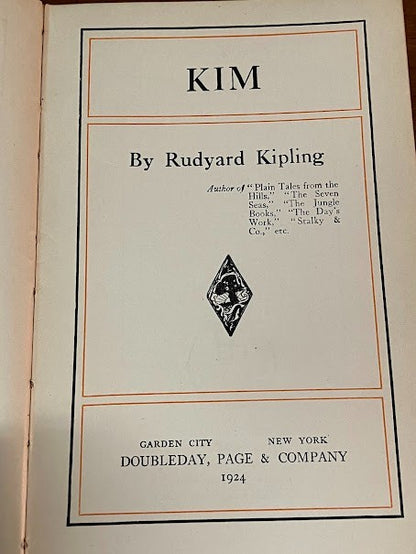 KIM
By Rudyard Kipling
Author of "Plain Tales from the
Hills," "The Seven
Seas," "The Jungle
Books," "The Day's
Work," "Stalky &
Co.," etc.
GARDEN CITY NEW YORK
DOUBLEDAY, PAGE & COMPANY
1924